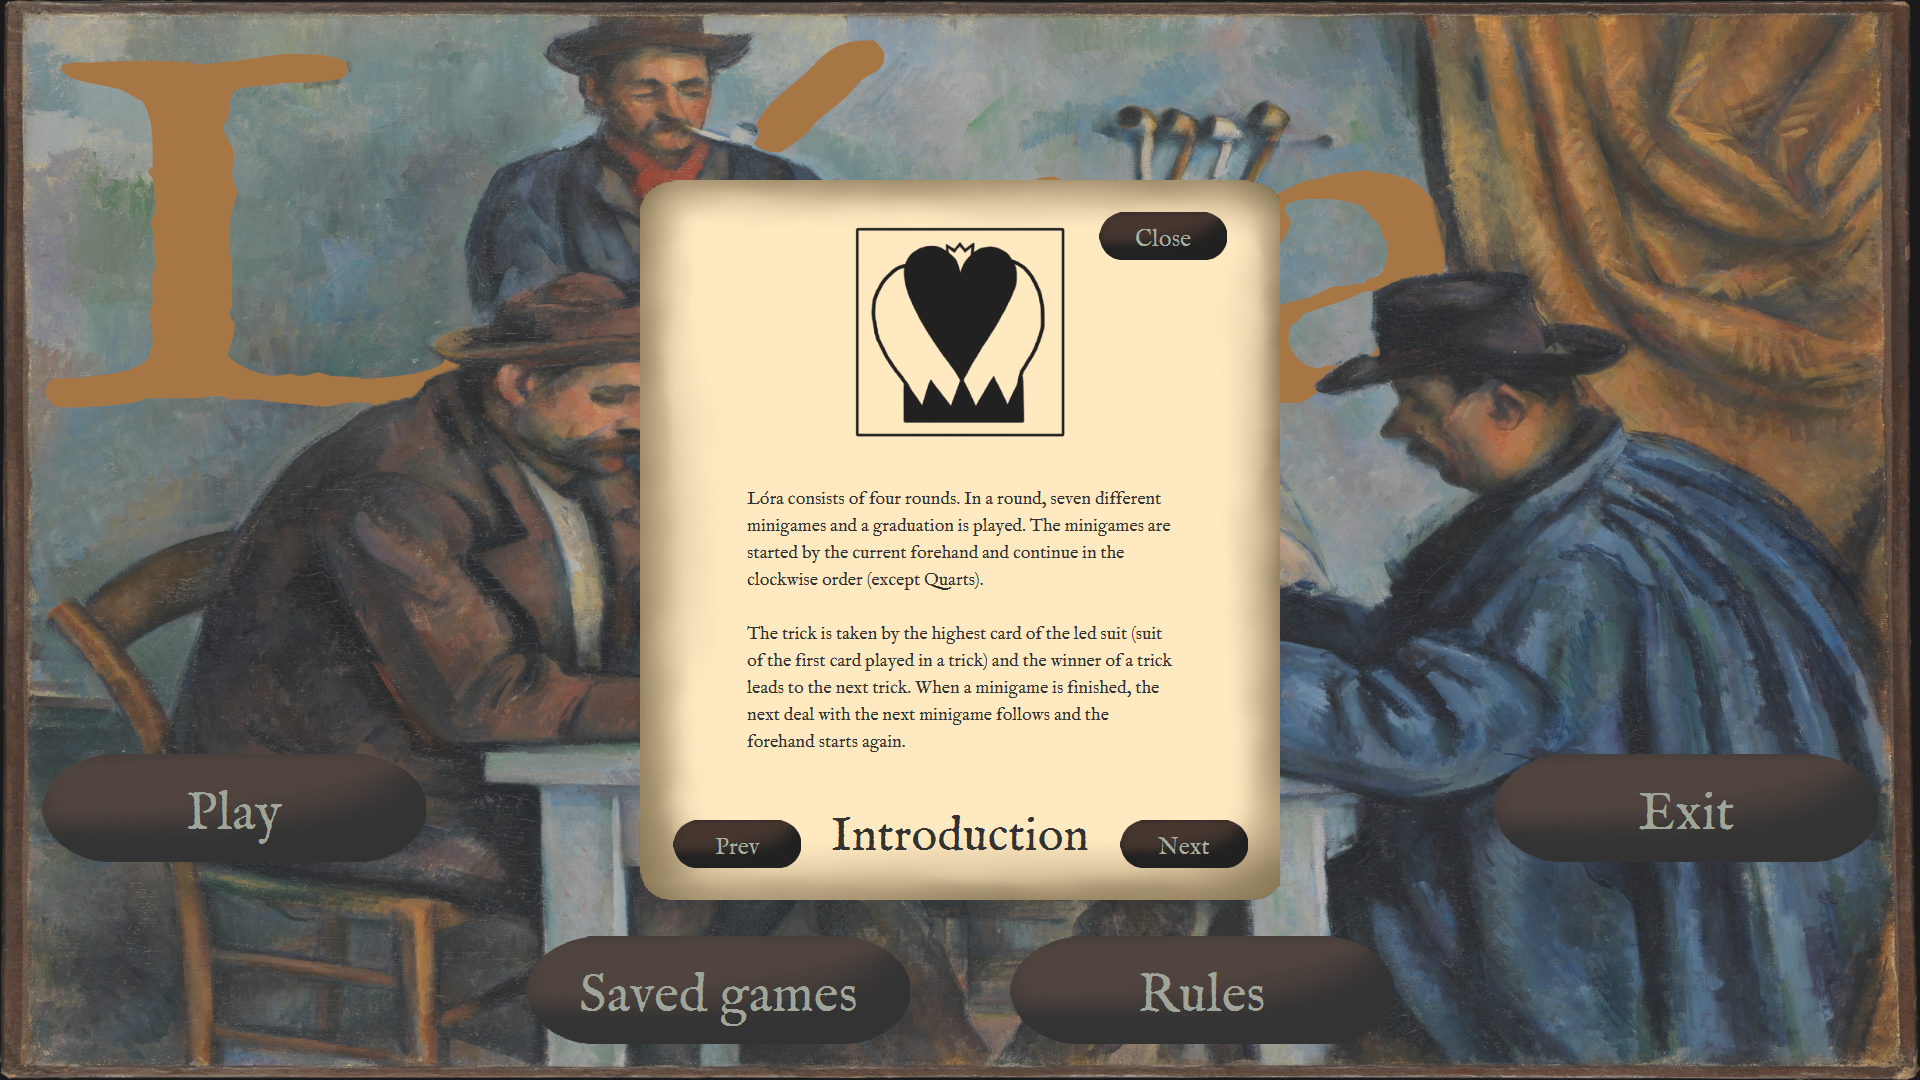 Close
Lóra consists of four rounds. In a round, seven different
minigames and a graduation is played. The minigames are
started by the current forehand and continue in the
clockwise order (except Quarts).
The trick is taken by the highest card of the led suit (suit
of the first card played in a trick) and the winner of a trick
leads to the next trick. When a minigame is finished, the
next deal with the next minigame follows and the
forehand starts again.
Prev
Introduction
Next
Play
Exit
Saved games
Rules